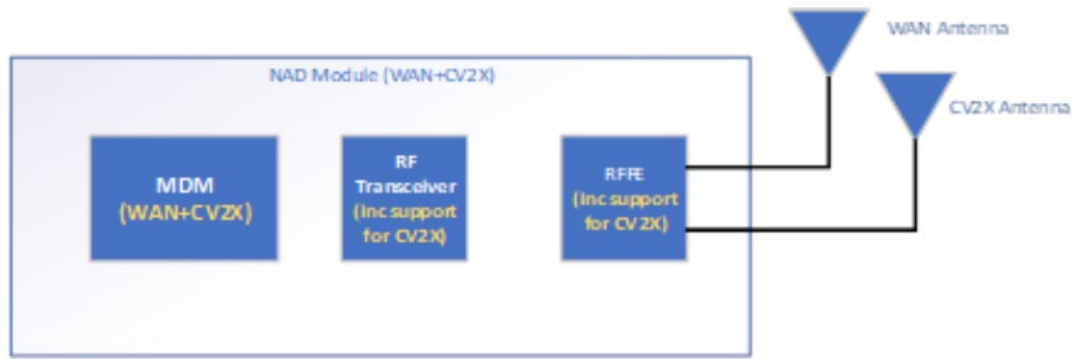 WAN Antenna
NAD Module (WAN+CV2X)
CV2X Antenna
MDM
(WAN+CV2X)
RF
Transceiver
(inc support
for CV2X)
RFFE
(inc support
for CV2X)